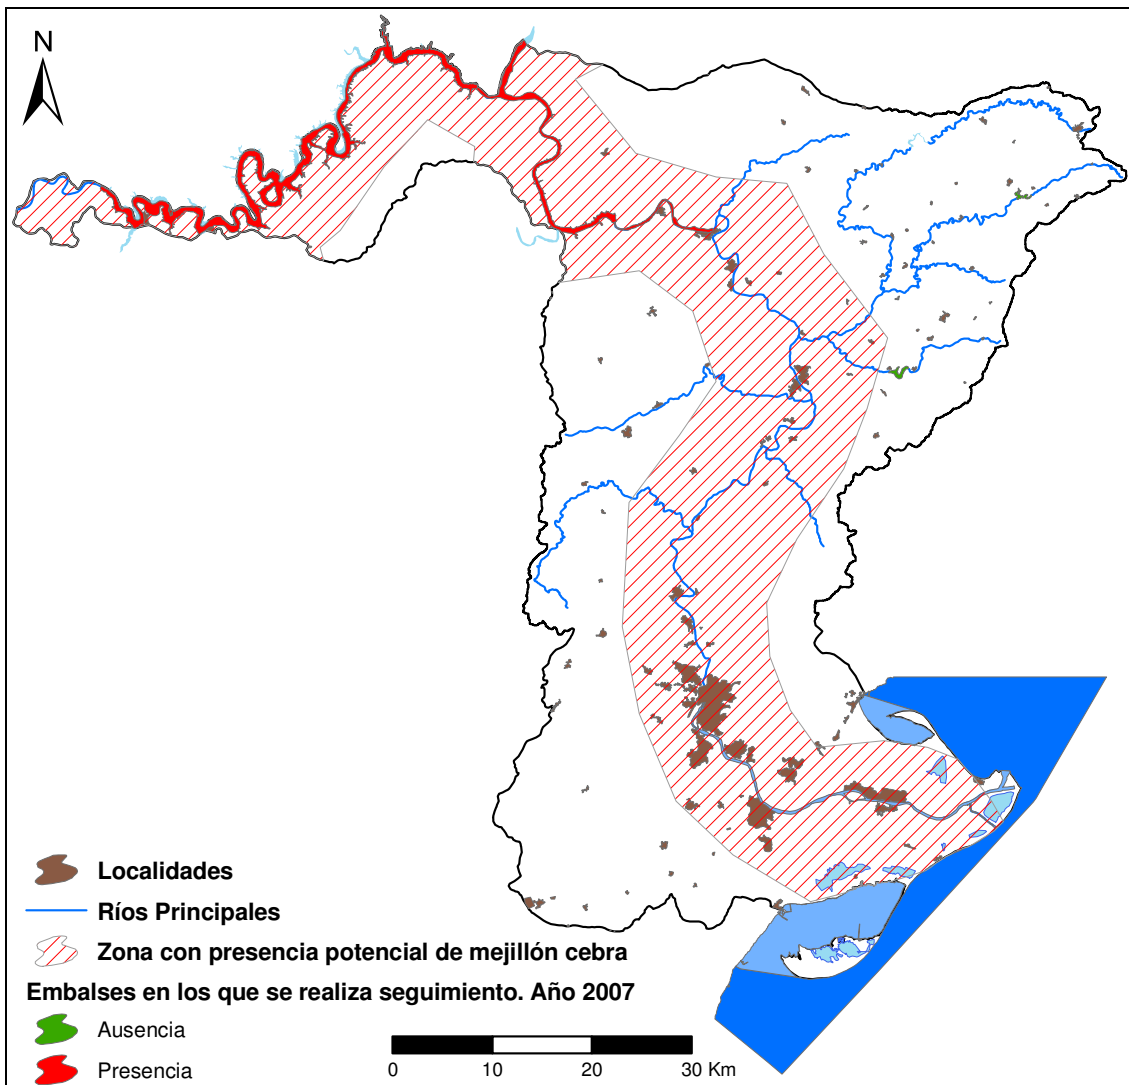 N
Localidades
Ríos Principales
Zona con presencia potencial de mejillón cebra
Embalses en los que se realiza seguimiento. Año 2007
Ausencia
Presencia
0 10 20 30 Km